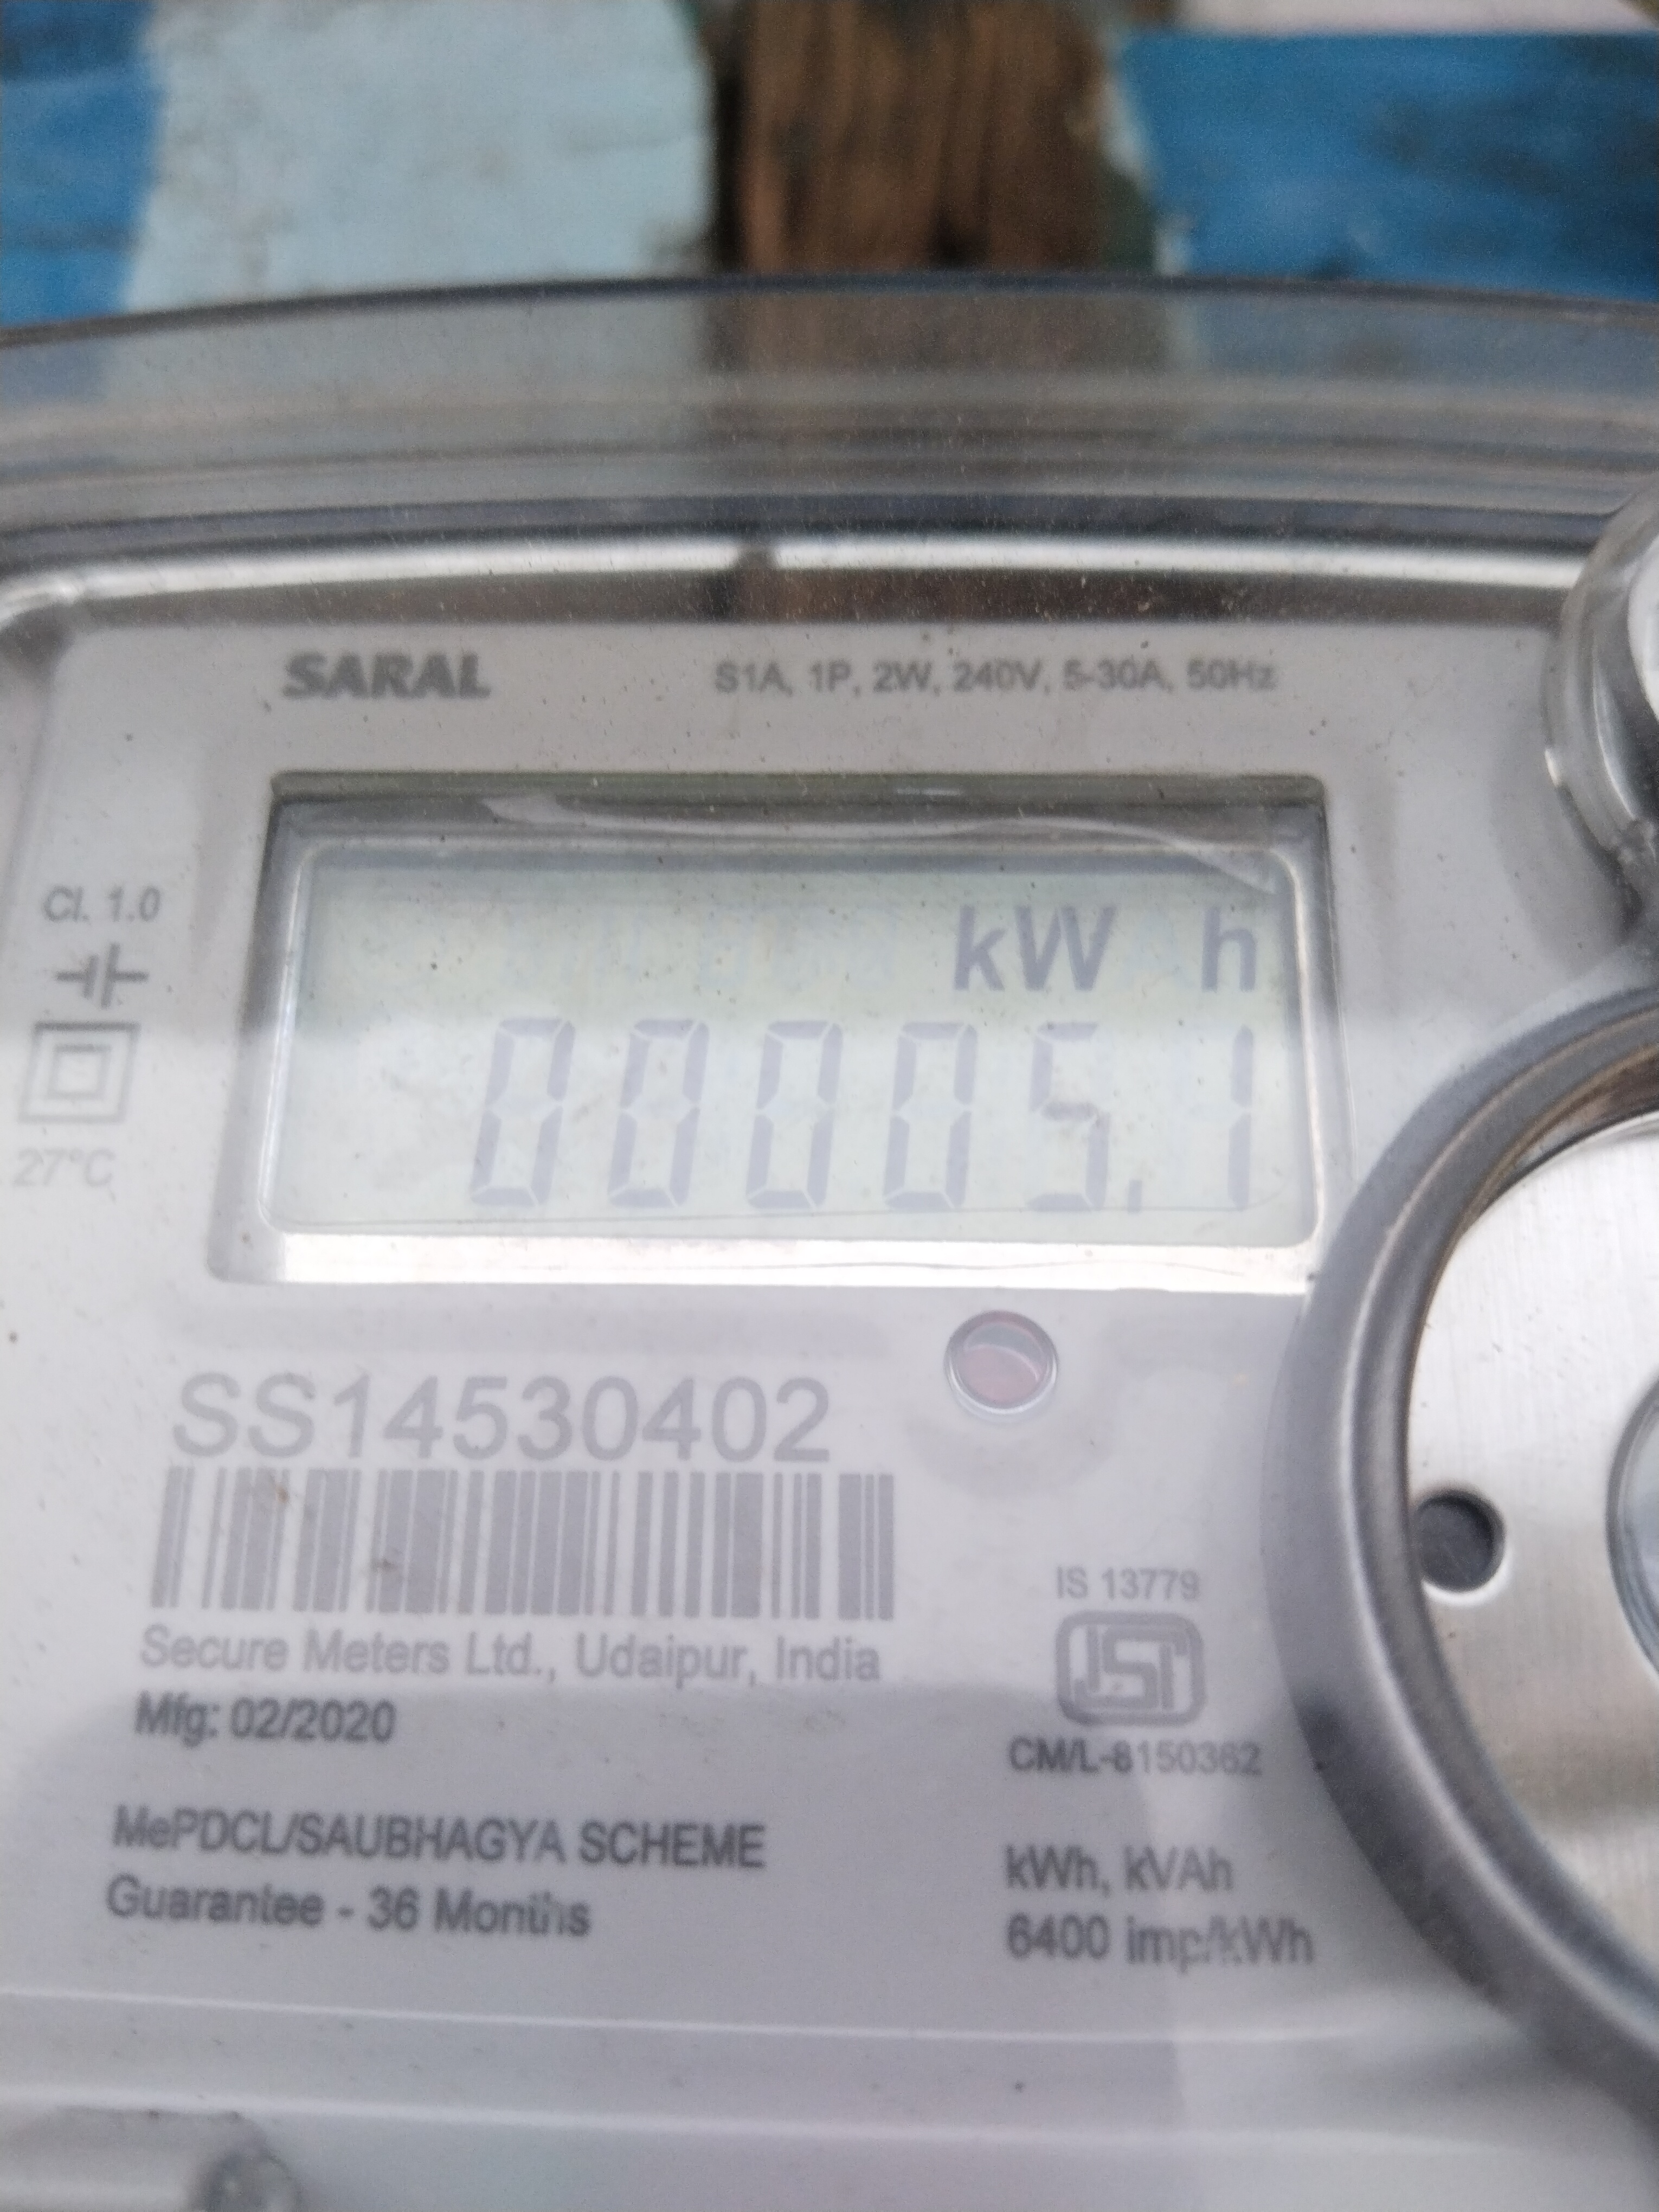 SARAL
S1A, 1P, 2W, 240V, 5-30A, 50Hz
Cl. 1.0
kW h
00005.1
27°C
SS14530402
Secure Meters Ltd., Udaipur, India
Mfg: 02/2020
IS 13779
ISI
CM/L-8150362
MePDCL/SAUBHAGYA SCHEME
Guarantee - 36 Months
kWh, kVAh
6400 imp/kWh